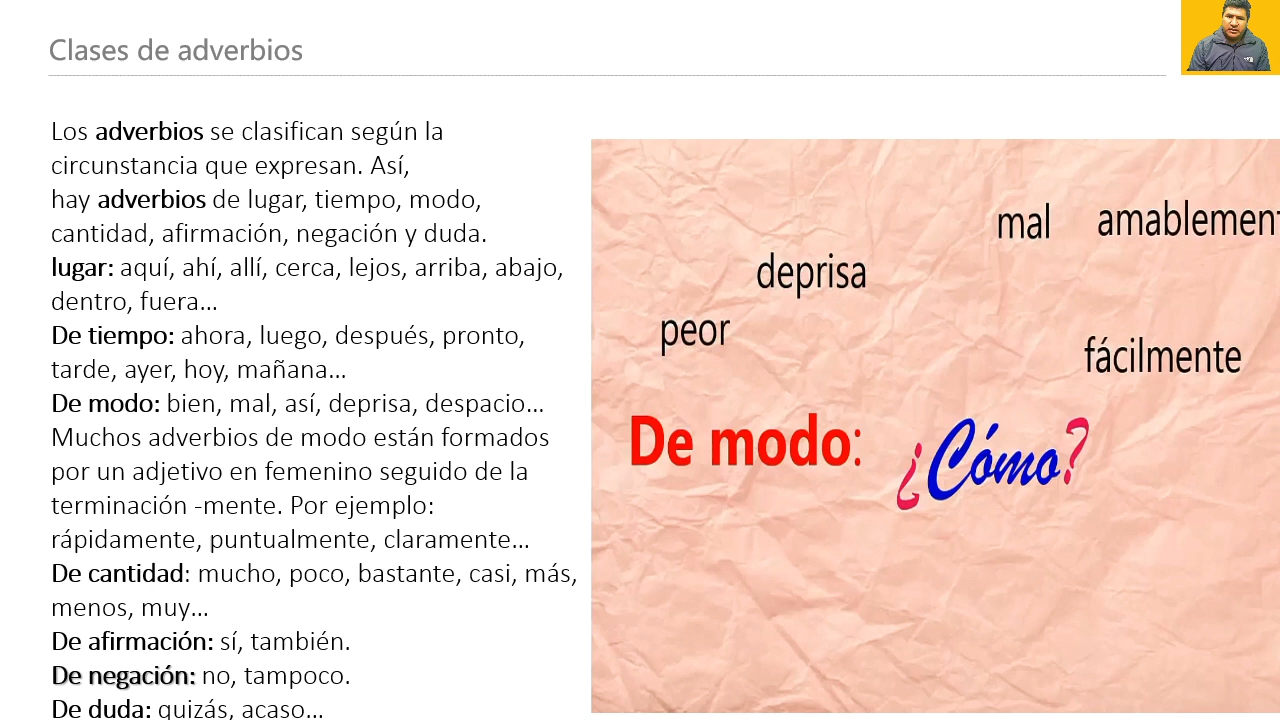 Clases de adverbios
Los adverbios se clasifican según la
circunstancia que expresan. Así,
hay adverbios de lugar, tiempo, modo,
cantidad, afirmación, negación y duda.
lugar: aquí, ahí, allí, cerca, lejos, arriba, abajo,
dentro, fuera...
De tiempo: ahora, luego, después, pronto,
tarde, ayer, hoy, mañana...
De modo: bien, mal, así, deprisa, despacio...
Muchos adverbios de modo están formados
por un adjetivo en femenino seguido de la
terminación -mente. Por ejemplo:
rápidamente, puntualmente, claramente...
De cantidad: mucho, poco, bastante, casi, más,
menos, muy...
De afirmación: sí, también.
De negación: no, tampoco.
De duda: quizás, acaso...
mal amablement
deprisa
peor
fácilmente
De modo: ¿Cómo?